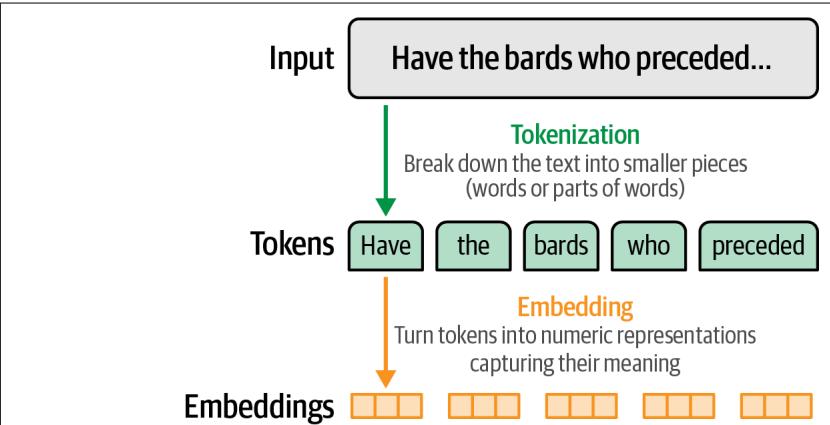 Input
Have the bards who preceded...
Tokenization
Break down the text into smaller pieces
(words or parts of words)
Tokens
Have the bards who preceded
Embedding
Turn tokens into numeric representations
capturing their meaning
Embeddings